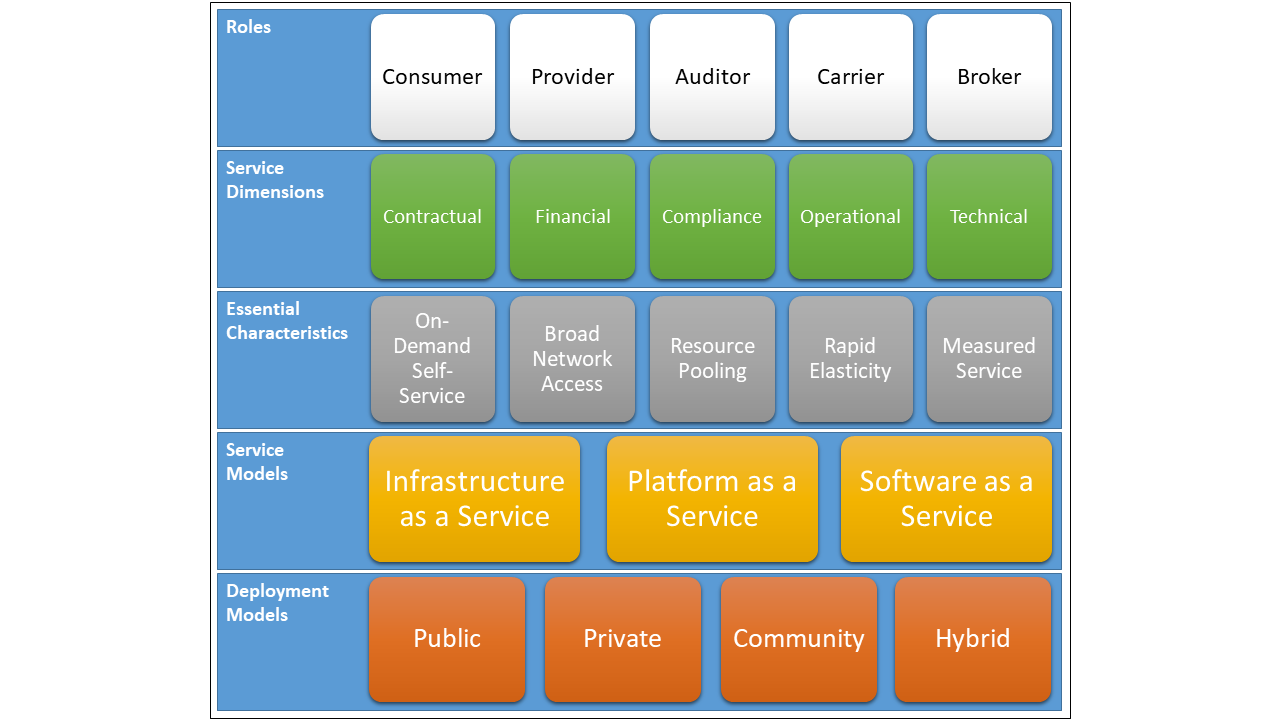 Roles
Consumer
Provider
Auditor
Carrier
Broker
Service
Dimensions
Contractual
Financial
Compliance
Operational
Technical
Essential
Characteristics
On-
Demand
Self-
Service
Broad
Network
Access
Resource
Pooling
Rapid
Elasticity
Measured
Service
Service
Models
Infrastructure
as a Service
Platform as a
Service
Software as a
Service
Deployment
Models
Public
Private
Community
Hybrid